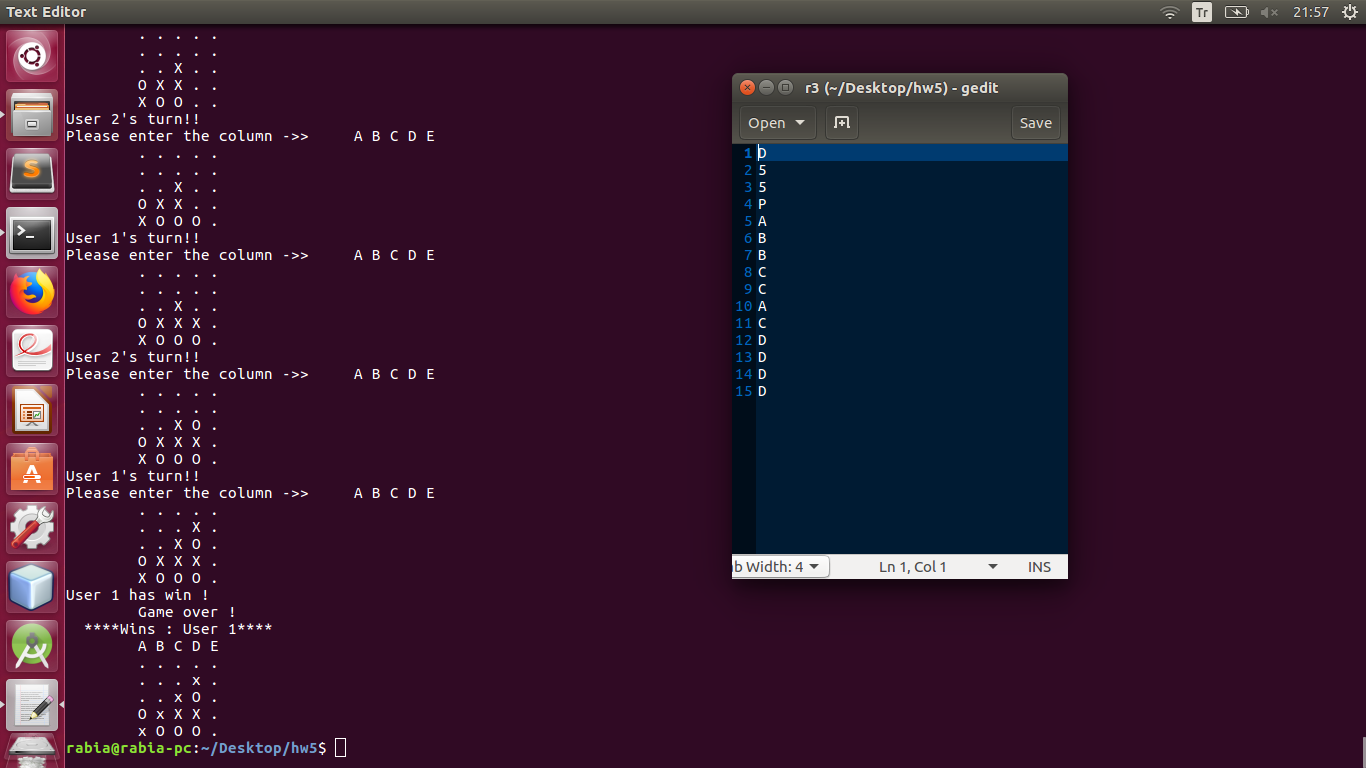 Text Editor
Tr
21:57
. . . . .
. . . . .
. . X . .
O X X . .
X O O . .
User 2's turn!!
Please enter the column ->> A B C D E
. . . . .
. . . . .
. . X . .
O X X . .
X O O O .
User 1's turn!!
Please enter the column ->> A B C D E
. . . . .
. . . . .
. . X . .
O X X X .
X O O O .
User 2's turn!!
Please enter the column ->> A B C D E
. . . . .
. . . . .
. . X O .
O X X X .
X O O O .
User 1's turn!!
Please enter the column ->> A B C D E
. . . . .
. . . X .
. . X O .
O X X X .
X O O O .
User 1 has win !
Game over !
****Wins : User 1****
A B C D E
. . . . .
. . . x .
. . x O .
O x X X .
x O O O .
rabia@rabia-pc:~/Desktop/hw5$
r3 (~/Desktop/hw5) - gedit
Open
Save
1 D
2 5
3 5
4 P
5 A
6 B
7 B
8 C
9 C
10 A
11 C
12 D
13 D
14 D
15 D
b Width: 4
Ln 1, Col 1
INS